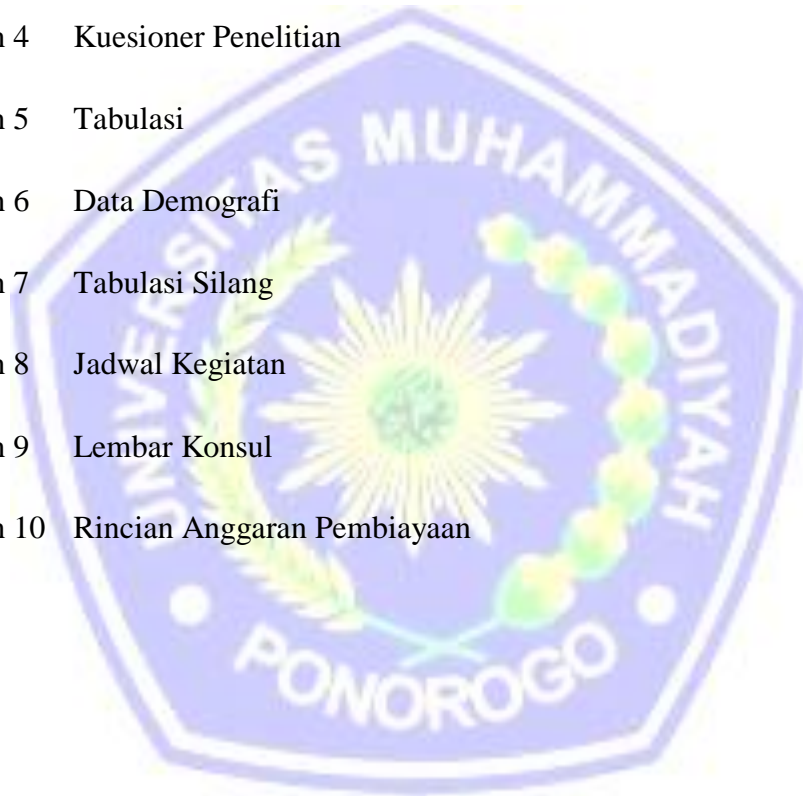 n 4 Kuesioner Penelitian
n 5 Tabulasi
n 6 Data Demografi
n 7 Tabulasi Silang
n 8 Jadwal Kegiatan
n 9 Lembar Konsul
n 10 Rincian Anggaran Pembiayaan
UNIVERSITAS MUHAMMADIYAH
PONOROGO